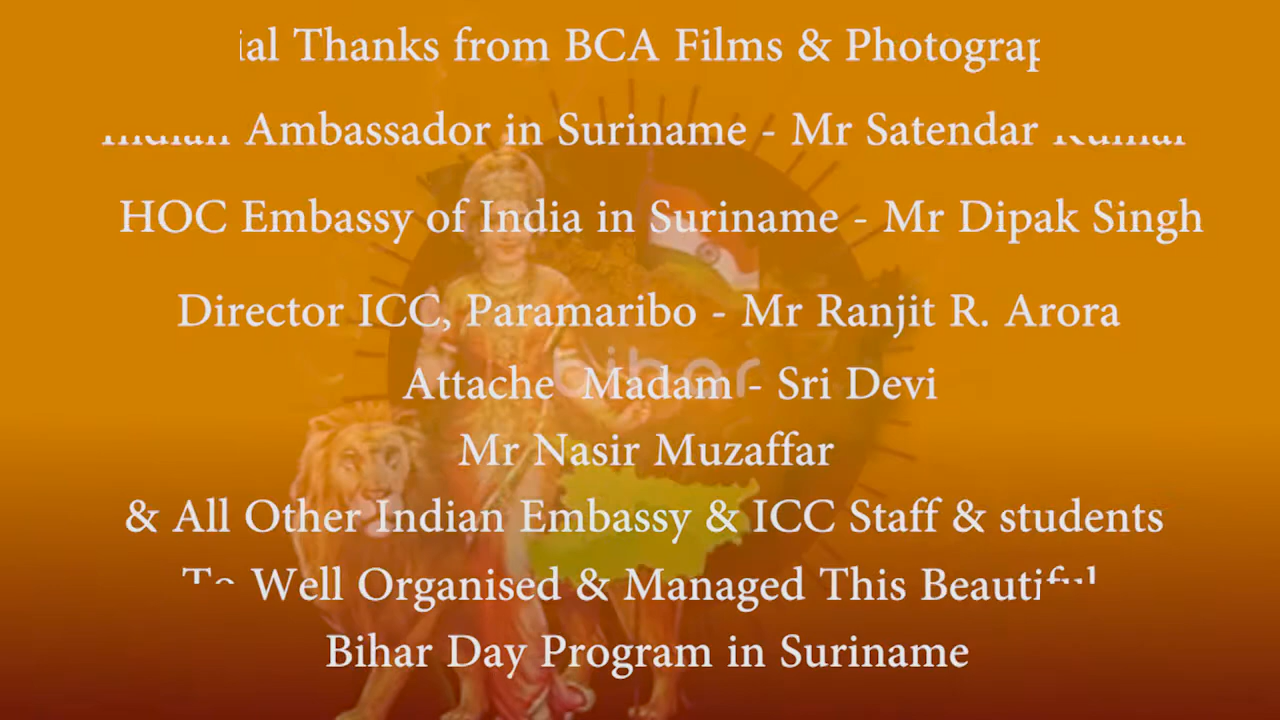 Thanks from BCA Films &
Ambassador in Suriname - Mr Satendar
HOC Embassy of India in Suriname - Mr Dipak Singh
Director ICC, Paramaribo - Mr Ranjit R. Arora
Attache Madam - Sri Devi
bihar
Mr Nasir Muzaffar
& All Other Indian Embassy & ICC Staff & students
Well Organised & Managed This
Bihar Day Program in Suriname